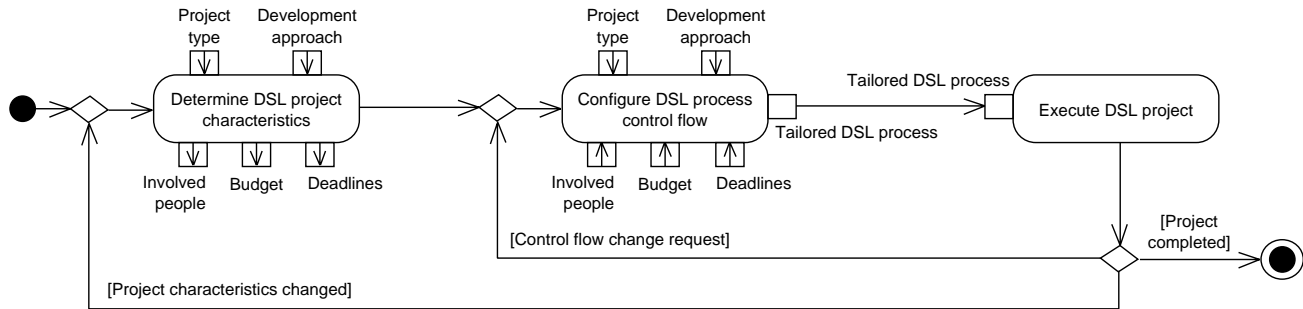 Project
type
Development
approach
Project
type
Development
approach
Determine DSL project
characteristics
Configure DSL process
control flow
Tailored DSL process
Tailored DSL process
Execute DSL project
Involved
people
Budget
Deadlines
Involved
people
Budget
Deadlines
[Control flow change request]
[Project
completed]
[Project characteristics changed]